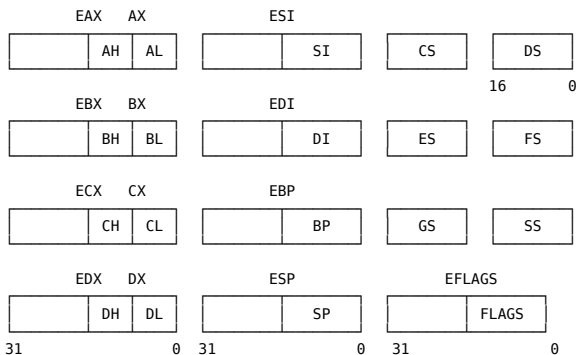 EAX AX ESI
AH AL SI CS DS
16 0
EBX BX EDI
BH BL DI ES FS
ECX CX EBP
CH CL BP GS SS
EDX DX ESP EFLAGS
DH DL SP FLAGS
31 0 31 0 31 0